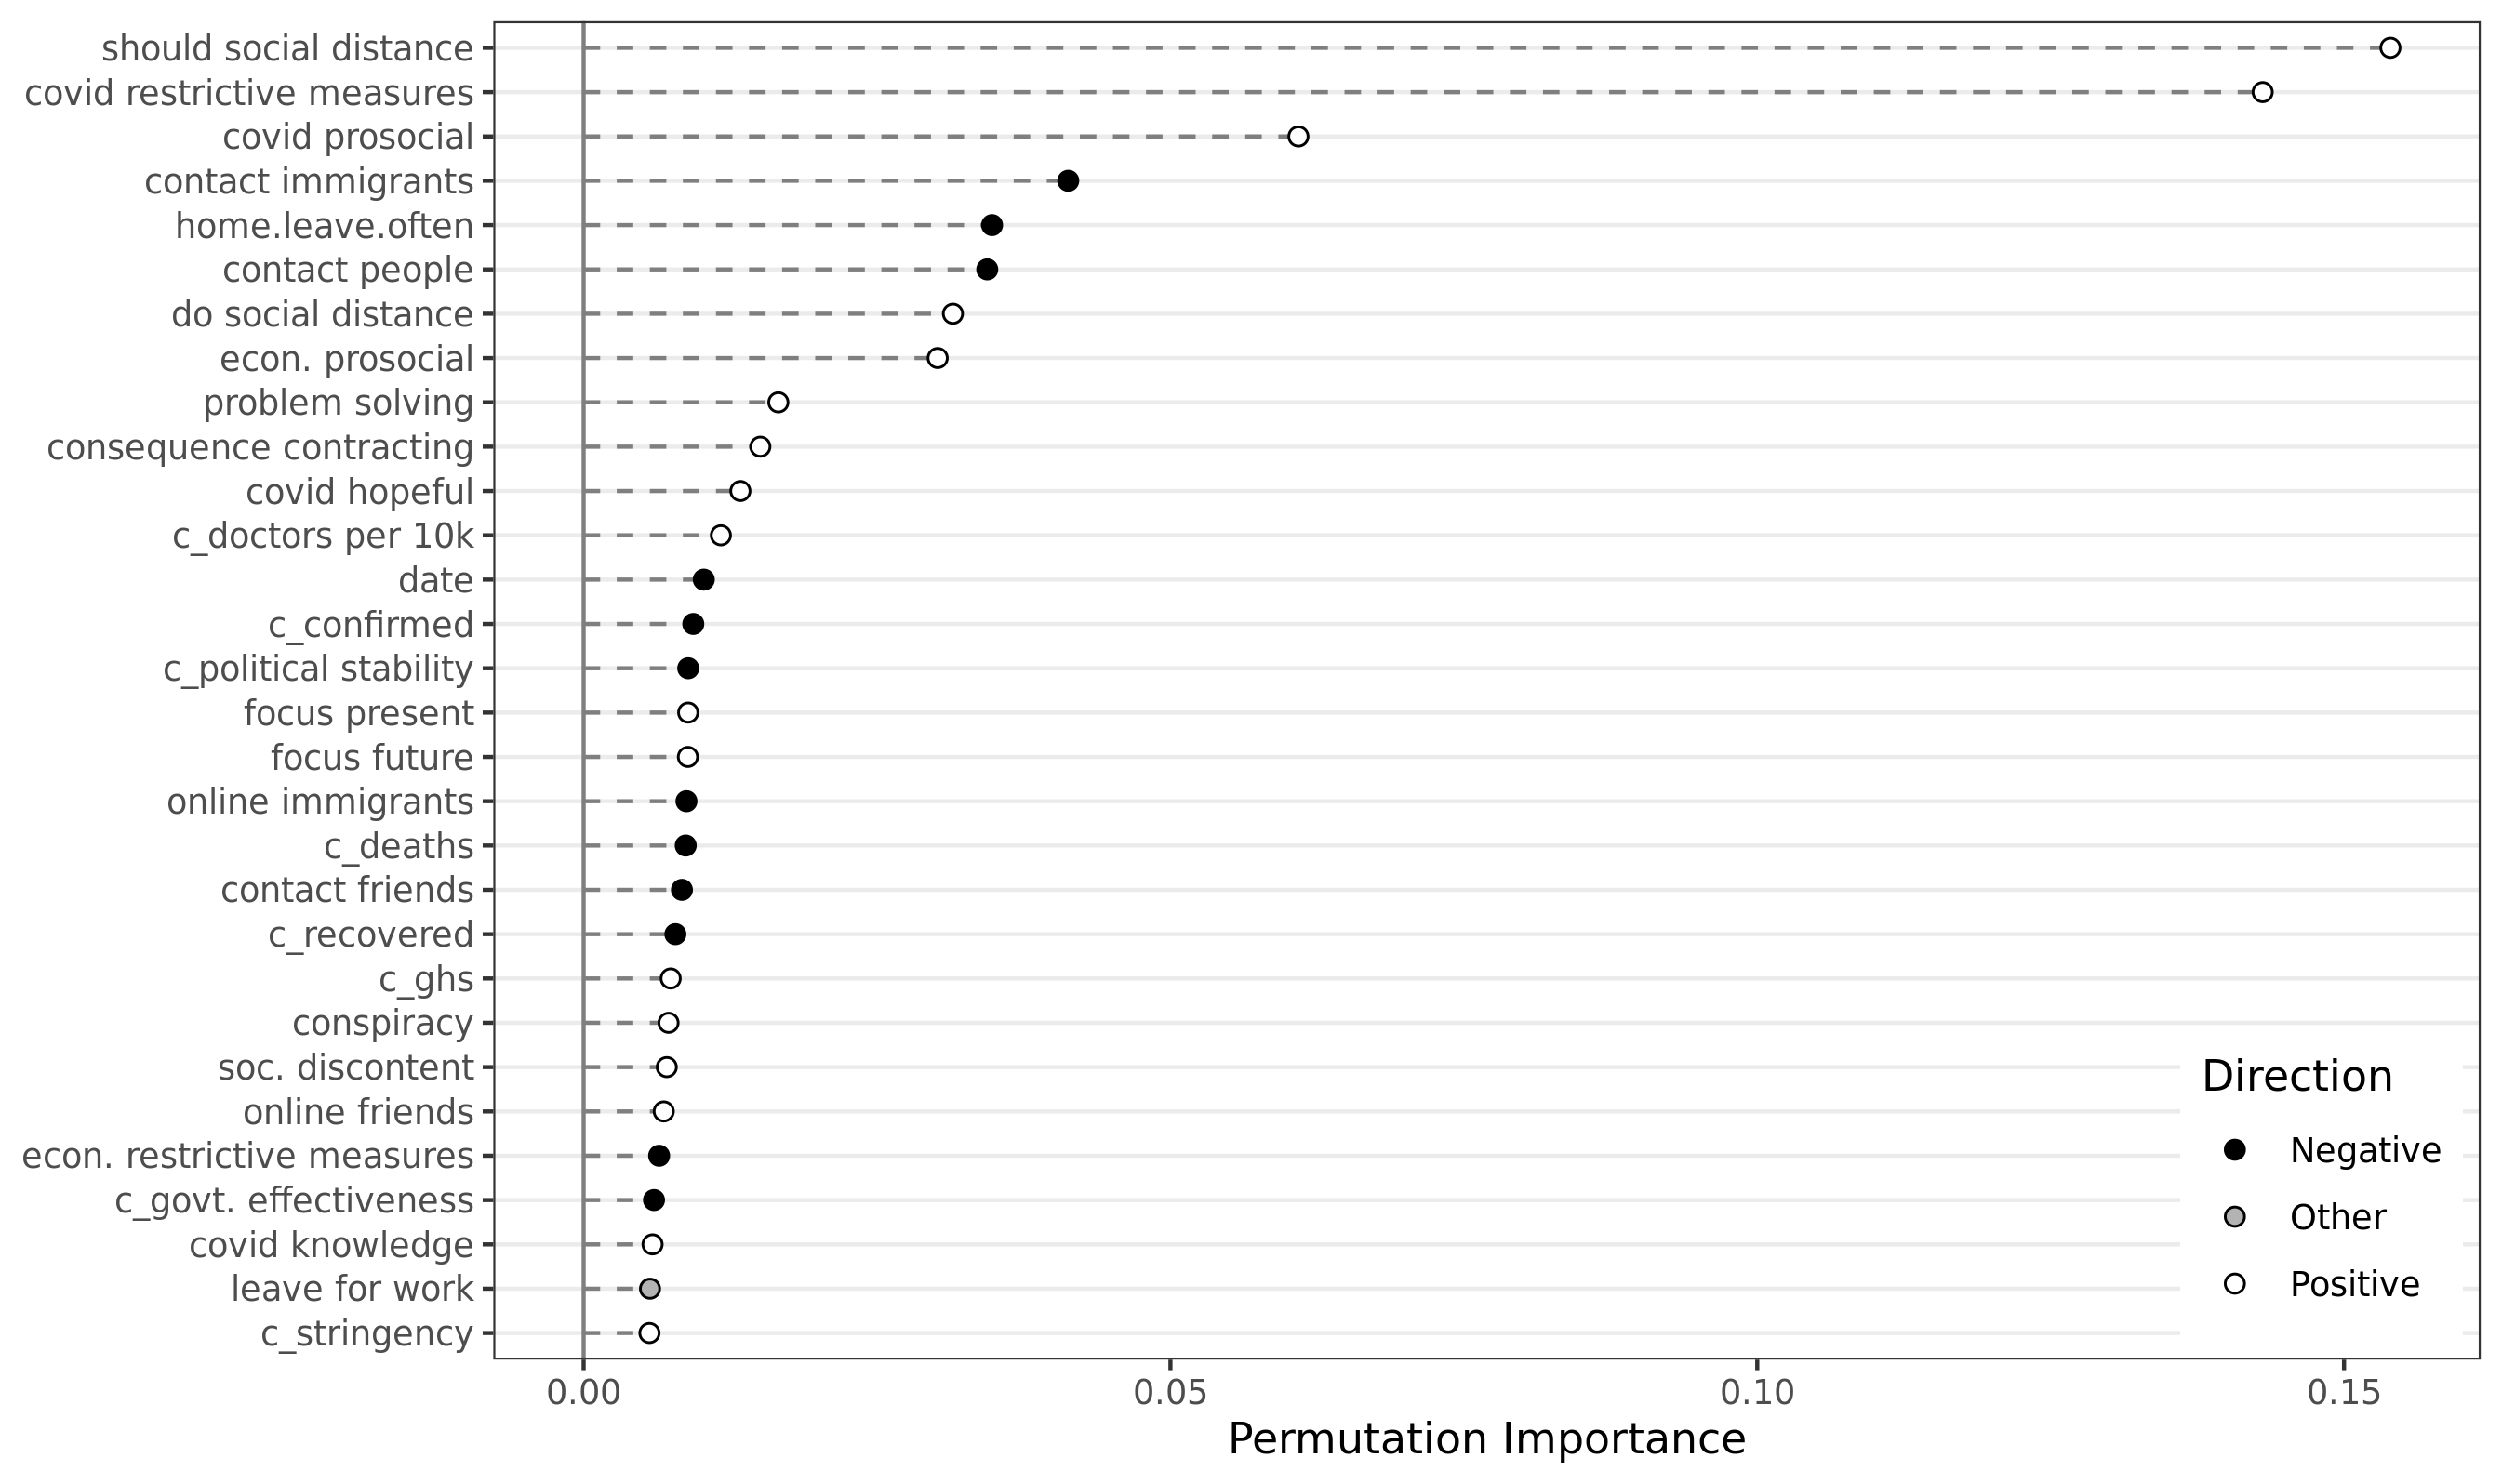 should social distance
covid restrictive measures
covid prosocial
contact immigrants
home.leave.often
contact people
do social distance
econ. prosocial
problem solving
consequence contracting
covid hopeful
c_doctors per 10k
date
c_confirmed
c_political stability
focus present
focus future
online immigrants
c_deaths
contact friends
c_recovered
c_ghs
conspiracy
soc. discontent
online friends
econ. restrictive measures
c_govt. effectiveness
covid knowledge
leave for work
c_stringency
Direction
Negative
Other
Positive
0.00 0.05 0.10 0.15
Permutation Importance